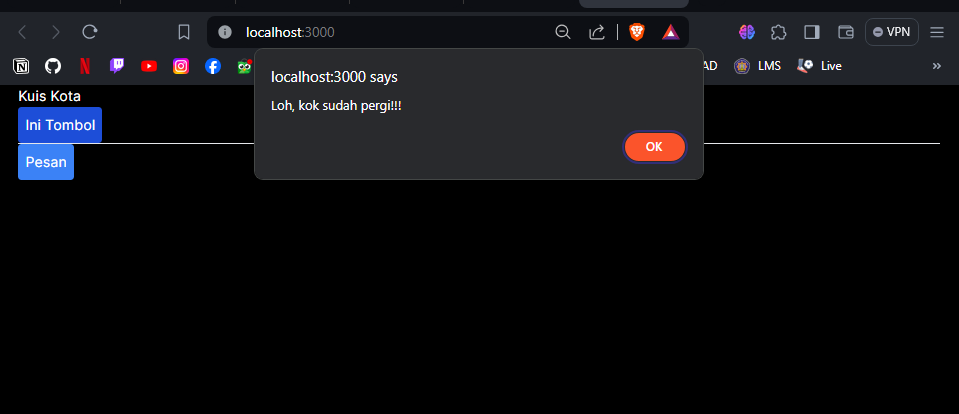 localhost:3000
VPN
AD
LMS
Live
localhost:3000 says
Loh, kok sudah pergi!!!
OK
Kuis Kota
Ini Tombol
Pesan